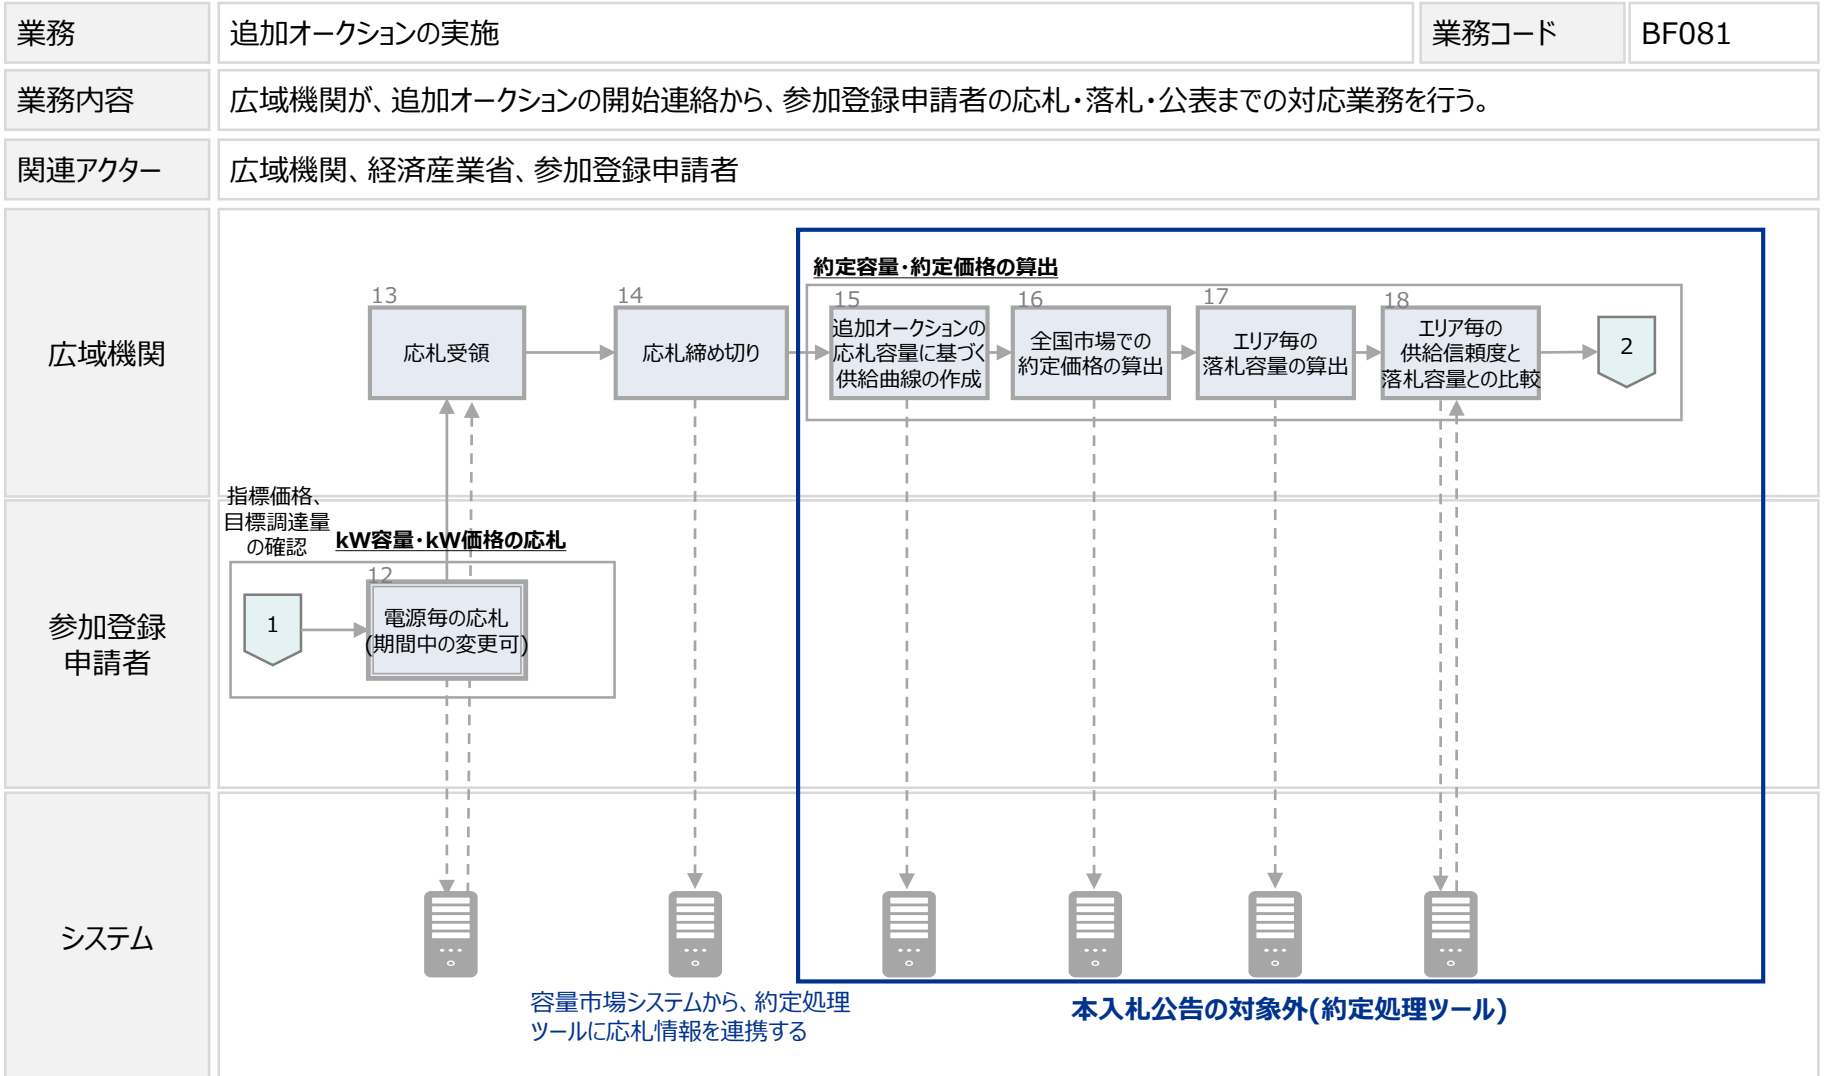 業務
追加オークションの実施
業務コード
BF081
業務内容
広域機関が、追加オークションの開始連絡から、参加登録申請者の応札・落札・公表までの対応業務を行う。
関連アクター
広域機関、経済産業省、参加登録申請者
広域機関
13
応札受領
14
応札締め切り
約定容量・約定価格の算出
15
追加オークションの
応札容量に基づく
供給曲線の作成
16
全国市場での
約定価格の算出
17
エリア毎の
落札容量の算出
18
エリア毎の
供給信頼度と
落札容量との比較
2
参加登録
申請者
指標価格、
目標調達量
の確認
kW容量・kW価格の応札
1
12
電源毎の応札
(期間中の変更可)
システム
容量市場システムから、約定処理
ツールに応札情報を連携する
本入札公告の対象外(約定処理ツール)